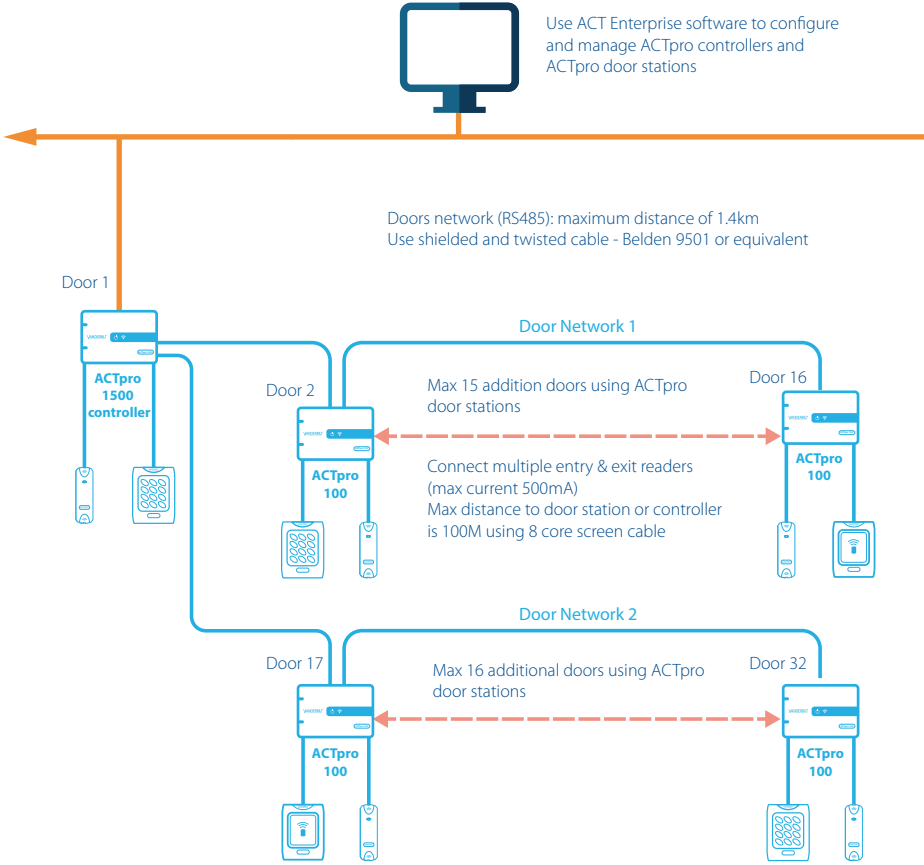 Use ACT Enterprise software to configure
and manage ACTpro controllers and
ACTpro door stations
Doors network (RS485): maximum distance of 1.4km
Use shielded and twisted cable - Belden 9501 or equivalent
Door 1
VANDERBILT
ACTpro
1500
controller
Door Network 1
Door 2
Max 15 addition doors using ACTpro
door stations
Door 16
VANDERBILT
VANDERBILT
ACTpro
100
Connect multiple entry & exit readers
(max current 500mA)
Max distance to door station or controller
is 100M using 8 core screen cable
ACTpro
100
Door Network 2
Door 17
Max 16 additional doors using ACTpro
door stations
Door 32
VANDERBILT
VANDERBILT
ACTpro
100
ACTpro
100